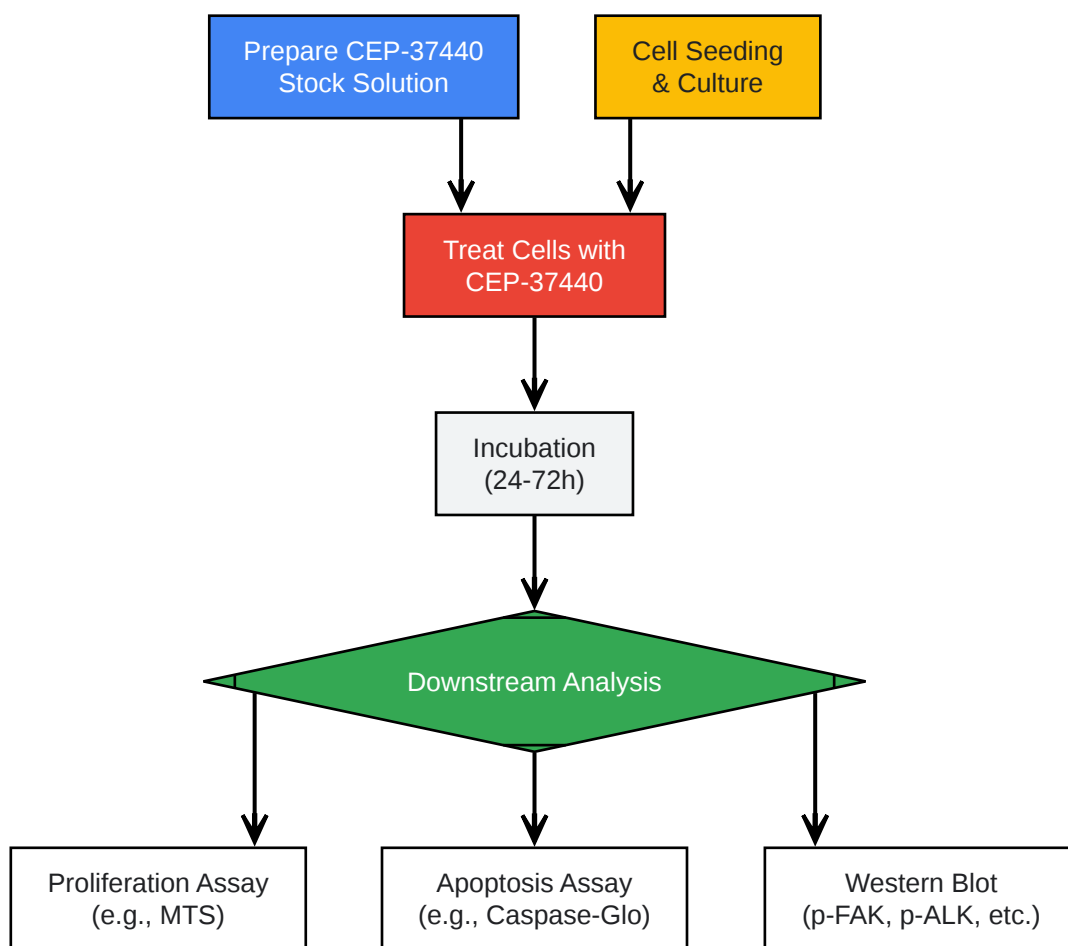 Prepare CEP-37440
Stock Solution
Cell Seeding
& Culture
Treat Cells with
CEP-37440
Incubation
(24-72h)
Downstream Analysis
Proliferation Assay
(e.g., MTS)
Apoptosis Assay
(e.g., Caspase-Glo)
Western Blot
(p-FAK, p-ALK, etc.)